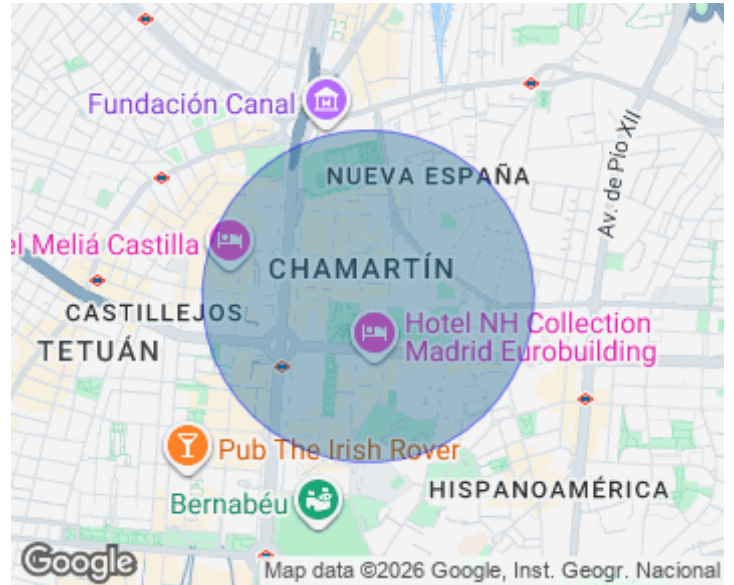 Fundación Canal
NUEVA ESPAÑA
Av. de Pío XII
el Meliá Castilla
CHAMARTÍN
CASTILLEJOS
TETUÁN
Hotel NH Collection
Madrid Eurobuilding
Pub The Irish Rover
Bernabéu
HISPANOAMÉRICA
Google
Map data ©2026 Google, Inst. Geogr. Nacional